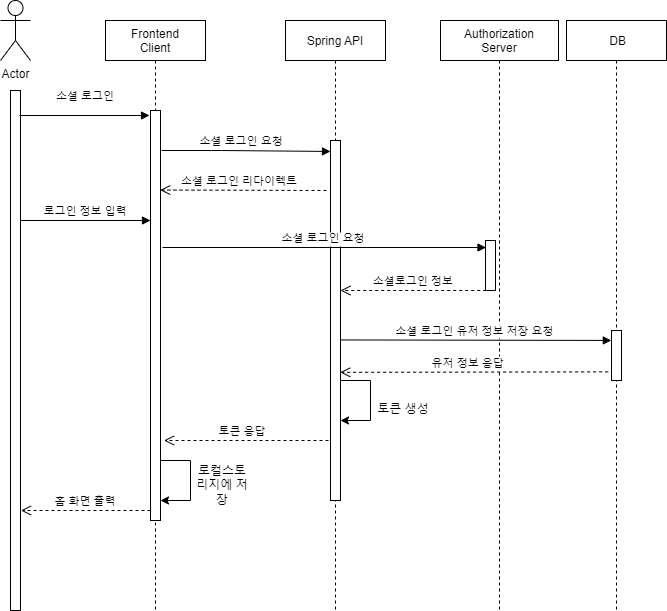 Actor
Frontend
Client
Spring API
Authorization
Server
DB
소셜 로그인
소셜 로그인 요청
소셜 로그인 리다이렉트
로그인 정보 입력
소셜 로그인 요청
소셜로그인 정보
소셜 로그인 유저 정보 저장 요청
유저 정보 응답
토큰 생성
토큰 응답
로컬스토
리지에 저
장
홈 화면 출력